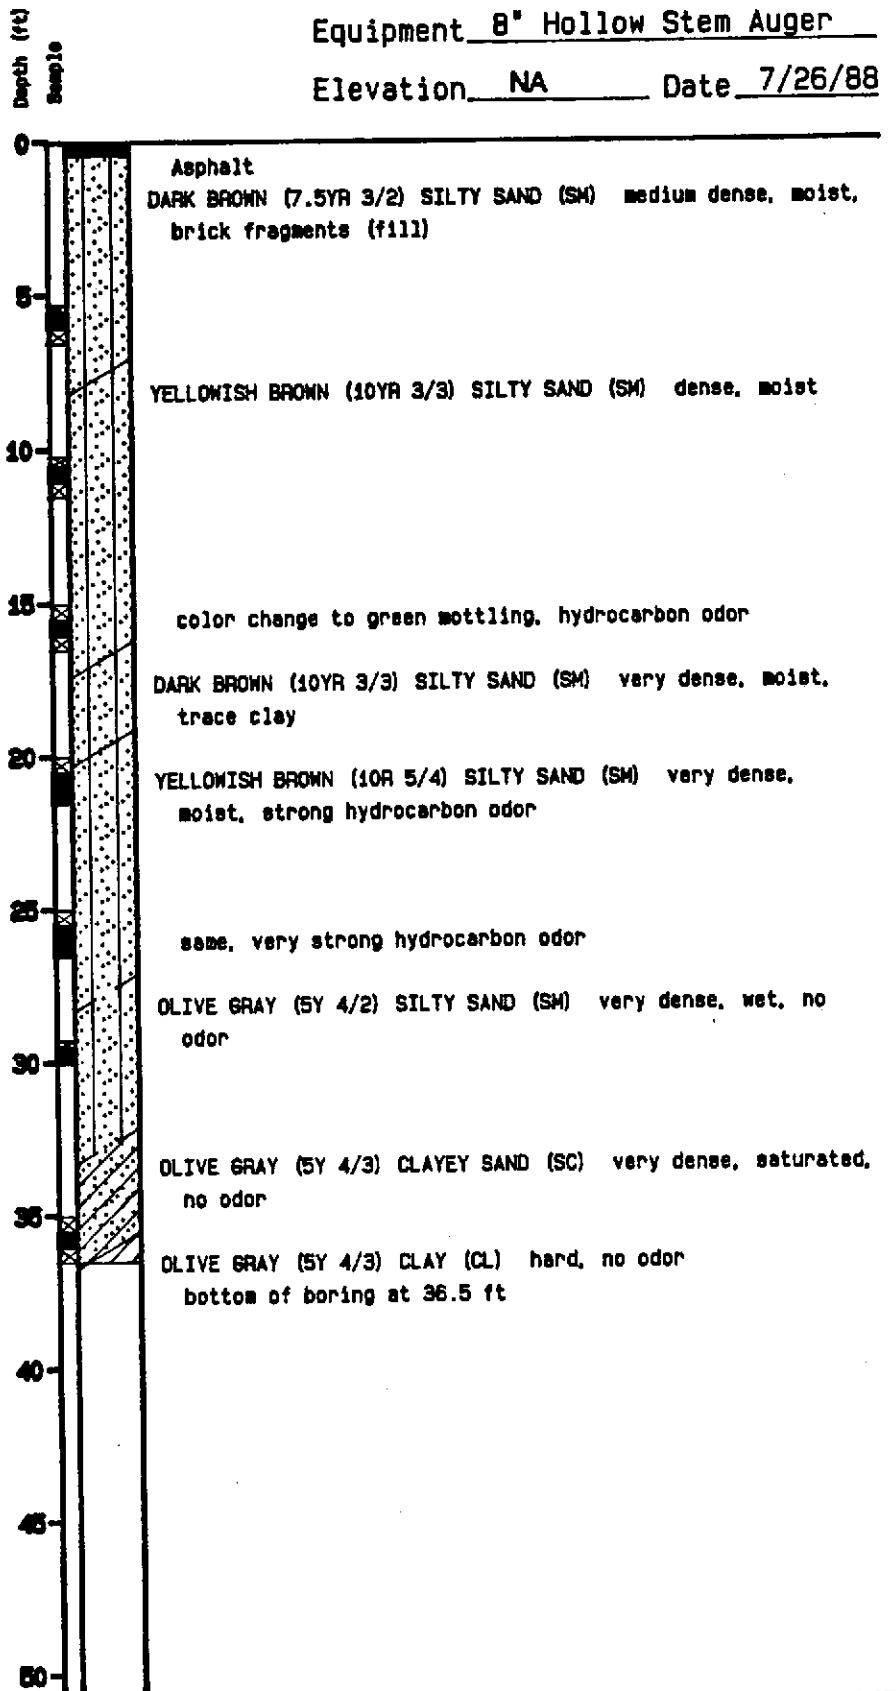 Depth (ft)
Sample
Equipment 8" Hollow Stem Auger
Elevation NA Date 7/26/88
0
Asphalt
DARK BROWN (7.5YR 3/2) SILTY SAND (SM) medium dense, moist,
brick fragments (fill)
5
YELLOWISH BROWN (10YR 3/3) SILTY SAND (SM) dense, moist
10
15
color change to green mottling, hydrocarbon odor
DARK BROWN (10YR 3/3) SILTY SAND (SM) very dense, moist,
trace clay
20
YELLOWISH BROWN (10R 5/4) SILTY SAND (SM) very dense,
moist, strong hydrocarbon odor
25
same, very strong hydrocarbon odor
OLIVE GRAY (5Y 4/2) SILTY SAND (SM) very dense, wet, no
odor
30
OLIVE GRAY (5Y 4/3) CLAYEY SAND (SC) very dense, saturated,
no odor
35
OLIVE GRAY (5Y 4/3) CLAY (CL) hard, no odor
bottom of boring at 36.5 ft
40
45
50